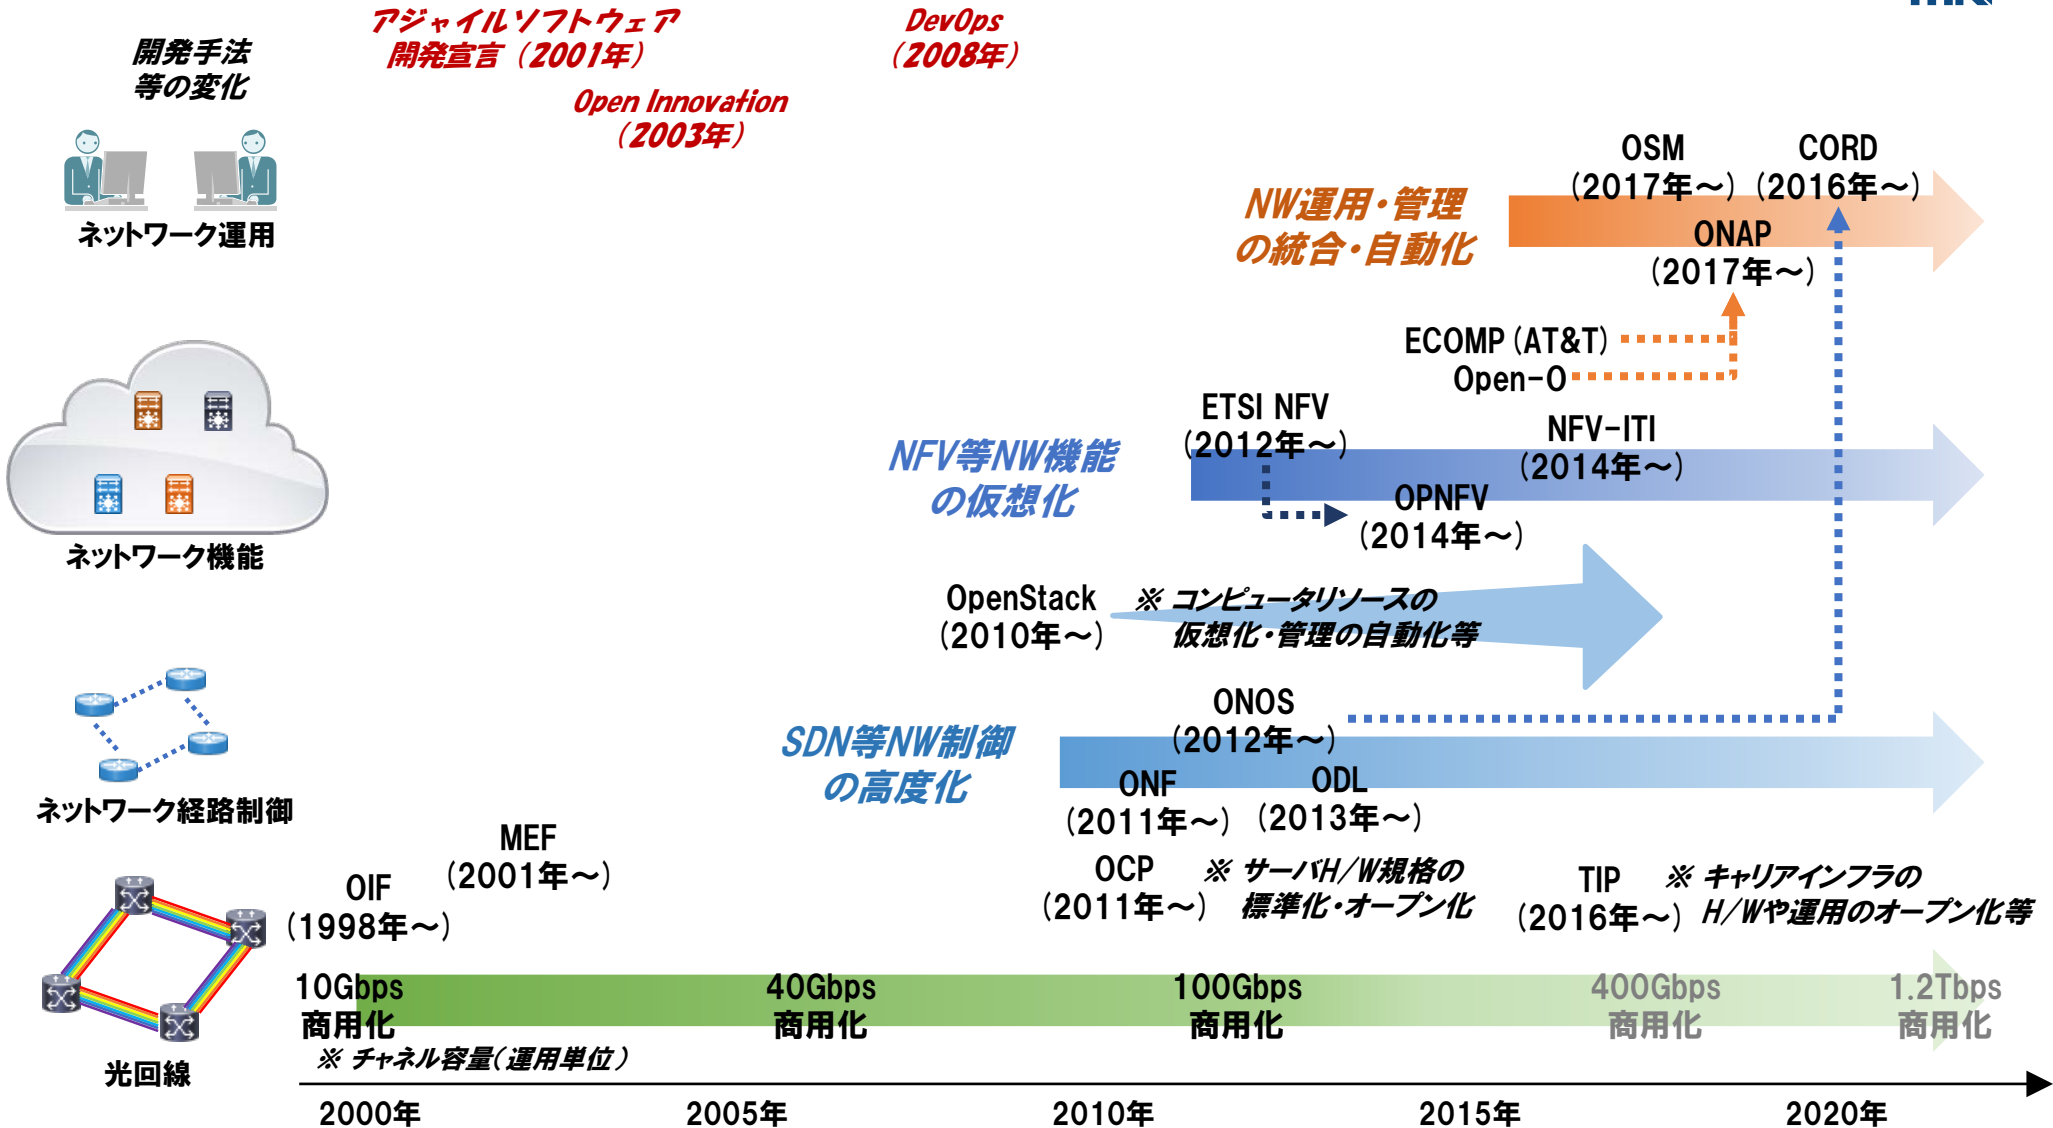 開発手法
等の変化
アジャイルソフトウェア
開発宣言（2001年）
Open Innovation
（2003年）
DevOps
（2008年）
ネットワーク運用
NW運用・管理
の統合・自動化
OSM
（2017年～）
CORD
（2016年～）
ONAP
（2017年～）
ECOMP（AT&T）
Open-O
ネットワーク機能
NFV等NW機能
の仮想化
ETSI NFV
（2012年～）
NFV-ITI
（2014年～）
OPNFV
（2014年～）
OpenStack
（2010年～）
※ コンピュータリソースの
仮想化・管理の自動化等
ネットワーク経路制御
SDN等NW制御
の高度化
ONOS
（2012年～）
ONF
（2011年～）
ODL
（2013年～）
MEF
（2001年～）
OIF
（1998年～）
OCP
（2011年～）
※ サーバH/W規格の
標準化・オープン化
TIP
（2016年～）
※ キャリアインフラの
H/Wや運用のオープン化等
光回線
10Gbps
商用化
40Gbps
商用化
100Gbps
商用化
400Gbps
商用化
1.2Tbps
商用化
※ チャネル容量（運用単位）
2000年
2005年
2010年
2015年
2020年